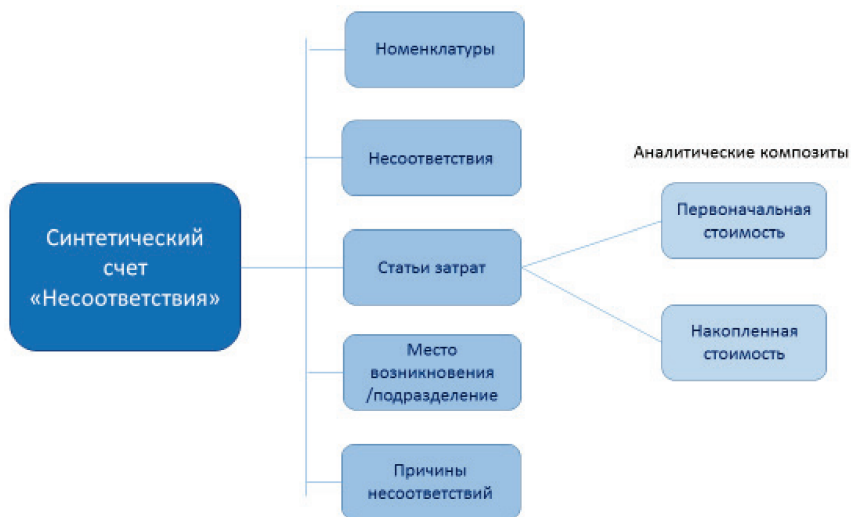 Синтетический
счет
«Несоответствия»
Номенклатуры
Несоответствия
Статьи затрат
Место
возникновения
/подразделение
Причины
несоответствий
Аналитические композиты
Первоначальная
стоимость
Накопленная
стоимость